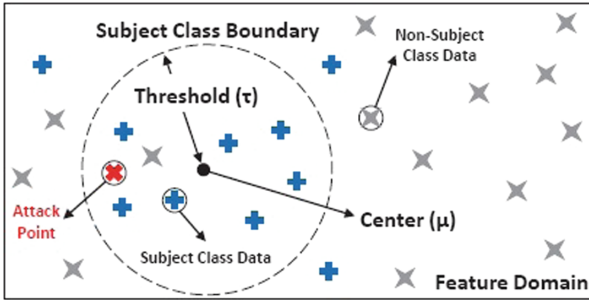 Subject Class Boundary
Non-Subject
Class Data
Threshold (τ)
Attack
Point
Center (μ)
Subject Class Data
Feature Domain